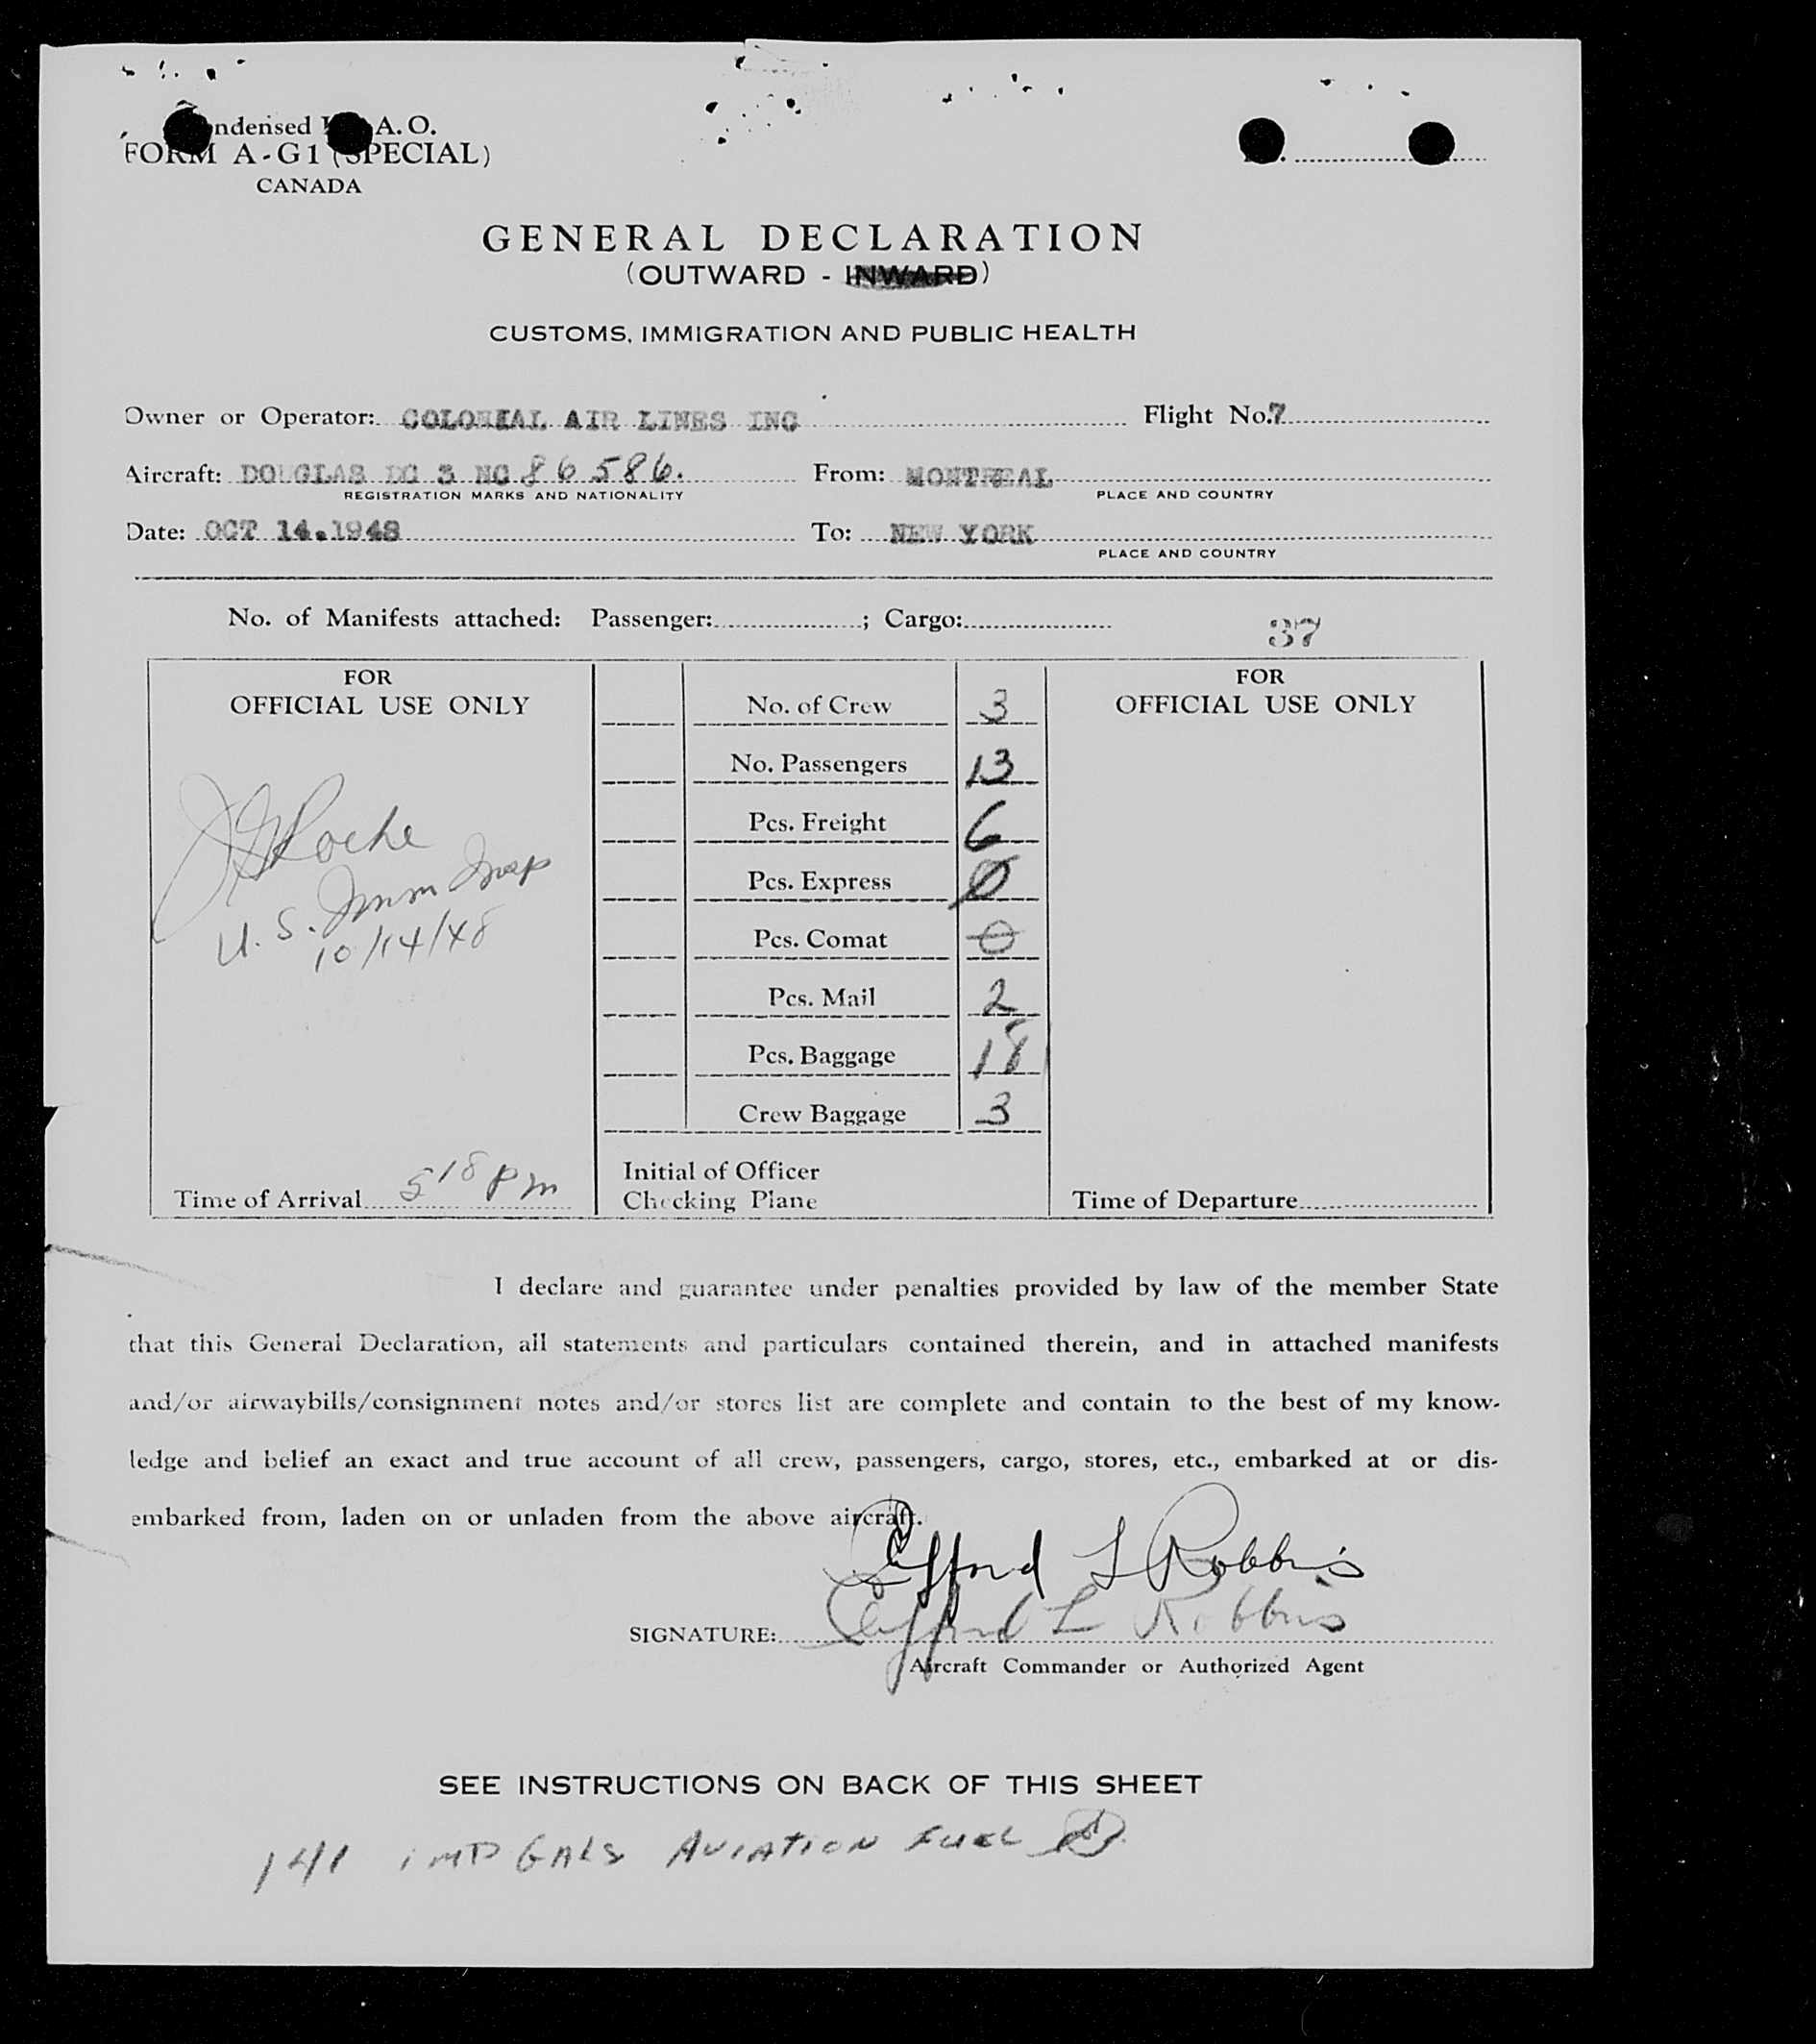 ndensed A. O.
FORM A-G1 (SPECIAL)
CANADA
GENERAL DECLARATION
(OUTWARD - INWARD)
CUSTOMS, IMMIGRATION AND PUBLIC HEALTH
Owner or Operator: COLONIAL AIR LINES INC Flight No. 7
Aircraft: DOUGLAS DC 3 NC 86586. From: MONTREAL
REGISTRATION MARKS AND NATIONALITY PLACE AND COUNTRY
Date: OCT 14.1948 To: NEW YORK
PLACE AND COUNTRY
No. of Manifests attached: Passenger: ; Cargo:
37
FOR
OFFICIAL USE ONLY
J Roche
U. S. Imm Insp
10/14/48
Time of Arrival 5 18 pm
No. of Crew 3
No. Passengers 13
Pcs. Freight 6
Pcs. Express 0
Pcs. Comat 0
Pcs. Mail 2
Pcs. Baggage 18
Crew Baggage 3
Initial of Officer
Checking Plane
FOR
OFFICIAL USE ONLY
Time of Departure
I declare and guarantee under penalties provided by law of the member State
that this General Declaration, all statements and particulars contained therein, and in attached manifests
and/or airwaybills/consignment notes and/or stores list are complete and contain to the best of my know-
ledge and belief an exact and true account of all crew, passengers, cargo, stores, etc., embarked at or dis-
embarked from, laden on or unladen from the above aircraft.
L Robbins
SIGNATURE: L Robbins
Aircraft Commander or Authorized Agent
SEE INSTRUCTIONS ON BACK OF THIS SHEET
141 IMP GALS AVIATION FUEL